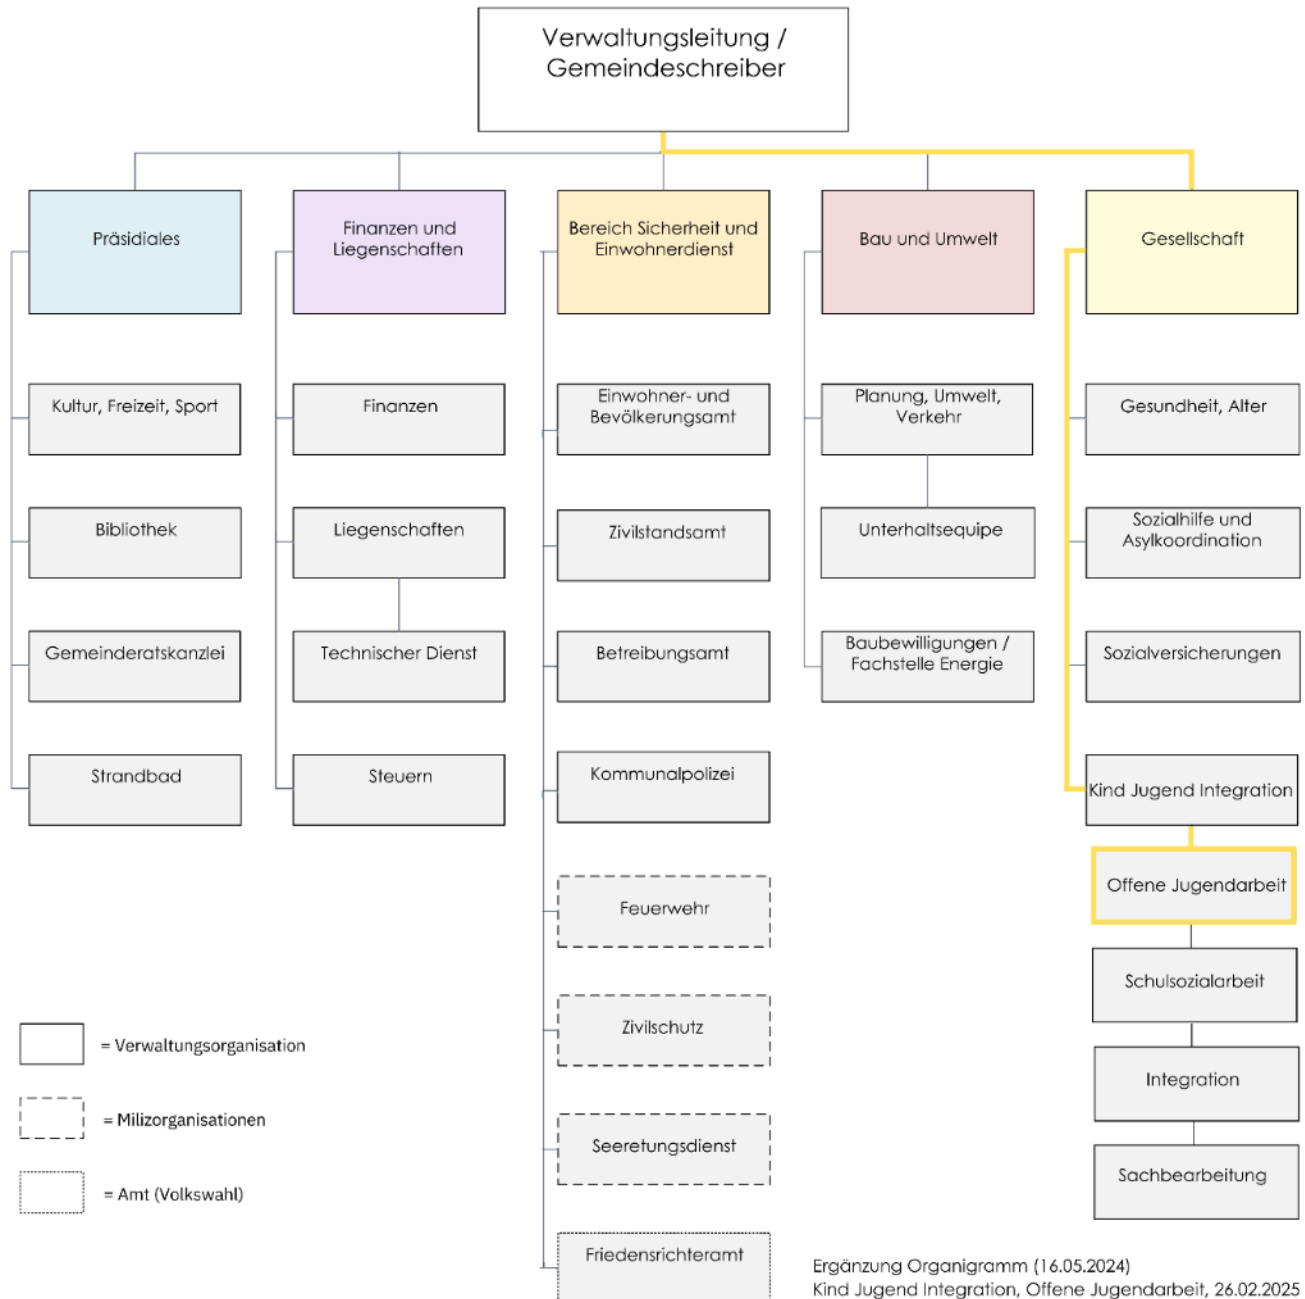 Verwaltungsleitung /
Gemeindeschreiber
Präsidiales
Finanzen und
Liegenschaften
Bereich Sicherheit und
Einwohnerdienst
Bau und Umwelt
Gesellschaft
Kultur, Freizeit, Sport
Finanzen
Einwohner- und
Bevölkerungsamt
Planung, Umwelt,
Verkehr
Gesundheit, Alter
Bibliothek
Liegenschaften
Zivilstandsamt
Unterhaltsequipe
Sozialhilfe und
Asylkoordination
Gemeinderatskanzlei
Technischer Dienst
Betreibungsamt
Baubewiligungen /
Fachstelle Energie
Sozialversicherungen
Strandbad
Steuern
Kommunalpolizei
Kind Jugend Integration
Feuerwehr
Offene Jugendarbeit
Zivilschutz
Schulsozialarbeit
Seeretungsdienst
Integration
Friedensrichteramt
Sachbearbeitung
= Verwaltungsorganisation
= Milizorganisationen
= Amt (Volkswahl)
Ergänzung Organigramm (16.05.2024)
Kind Jugend Integration, Offene Jugendarbeit, 26.02.2025